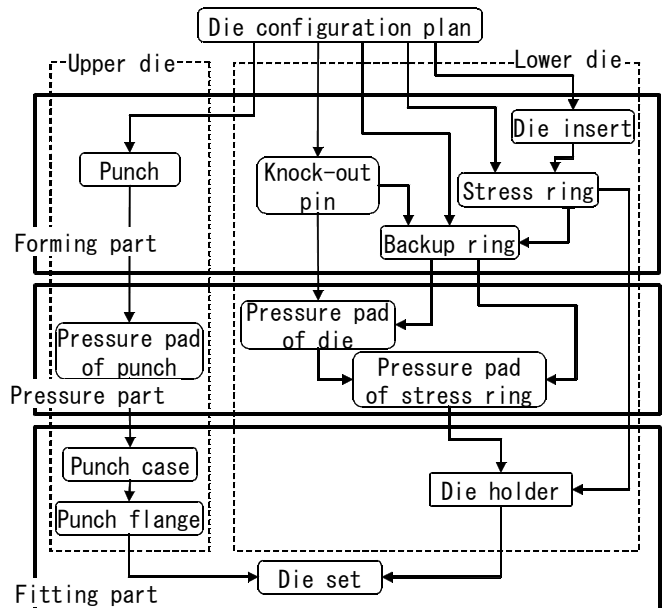 Die configuration plan
Upper die
Lower die
Die insert
Punch
Knock-out
pin
Stress ring
Forming part
Backup ring
Pressure pad
of die
Pressure pad
of punch
Pressure pad
of stress ring
Pressure part
Punch case
Die holder
Punch flange
Die set
Fitting part